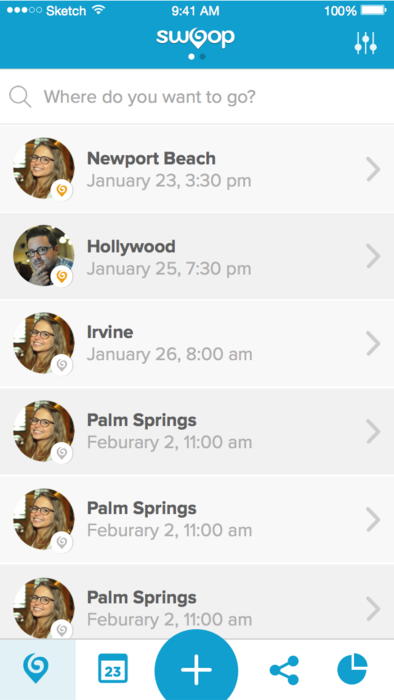 Sketch 9:41 AM 100%
swoop
Where do you want to go?
Newport Beach
January 23, 3:30 pm
Hollywood
January 25, 7:30 pm
Irvine
January 26, 8:00 am
Palm Springs
Feburary 2, 11:00 am
Palm Springs
Feburary 2, 11:00 am
Palm Springs
Feburary 2, 11:00 am
23